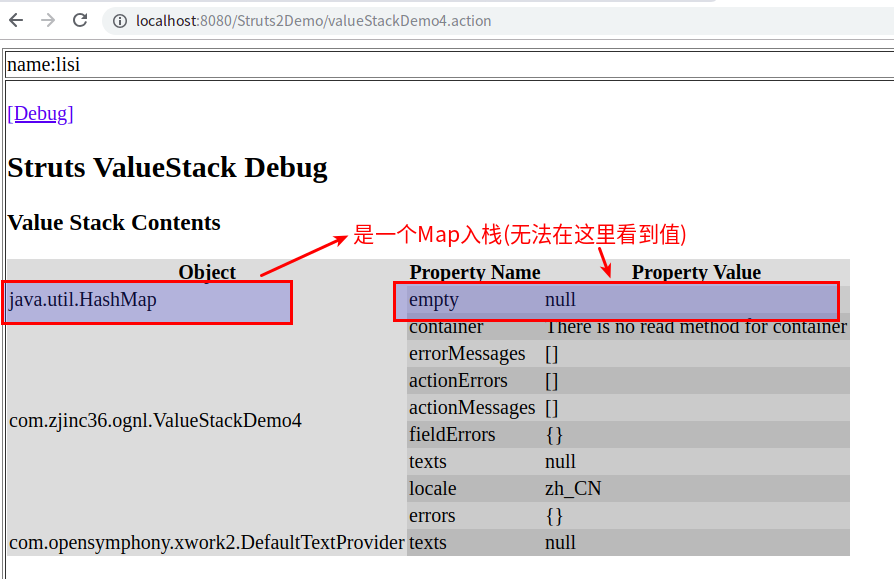 localhost:8080/Struts2Demo/valueStackDemo4.action
name:lisi
[Debug]
Struts ValueStack Debug
Value Stack Contents
是一个Map入栈(无法在这里看到值)
Object Property Name Property Value
java.util.HashMap empty null
container There is no read method for container
errorMessages []
actionErrors []
com.zjinc36.ognl.ValueStackDemo4 actionMessages []
fieldErrors {}
texts null
locale zh_CN
errors {}
com.opensymphony.xwork2.DefaultTextProvider texts null